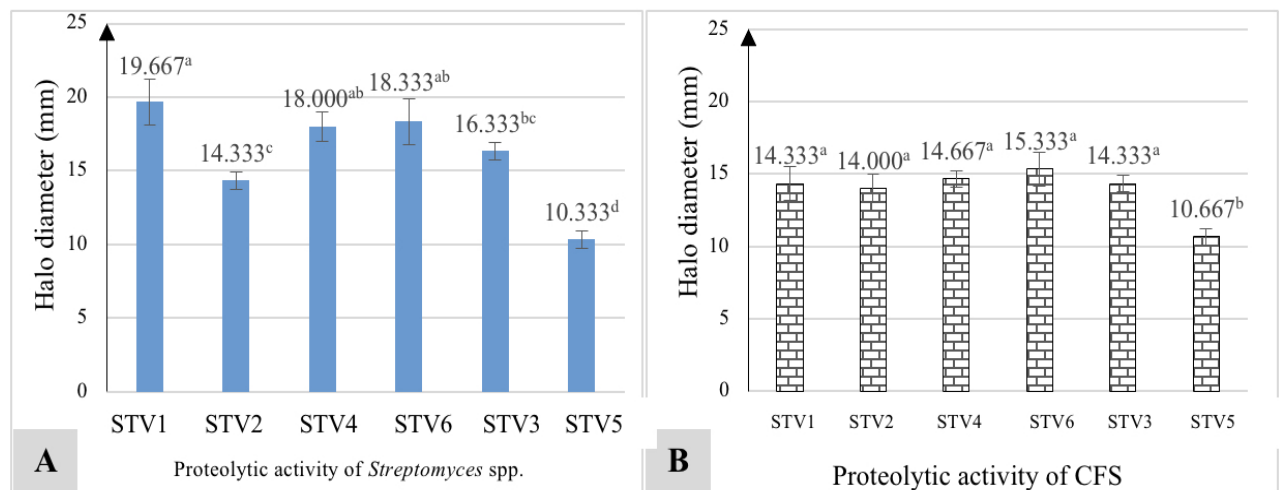 25
20
15
10
5
0
Halo diameter (mm)
19.667ᵃ
14.333ᶜ
18.000ᵃᵇ
18.333ᵃᵇ
16.333ᵇᶜ
10.333ᵈ
STV1 STV2 STV4 STV6 STV3 STV5
A
Proteolytic activity of Streptomyces spp.
25
20
15
10
5
0
Halo diameter (mm)
14.333ᵃ
14.000ᵃ
14.667ᵃ
15.333ᵃ
14.333ᵃ
10.667ᵇ
STV1 STV2 STV4 STV6 STV3 STV5
B
Proteolytic activity of CFS